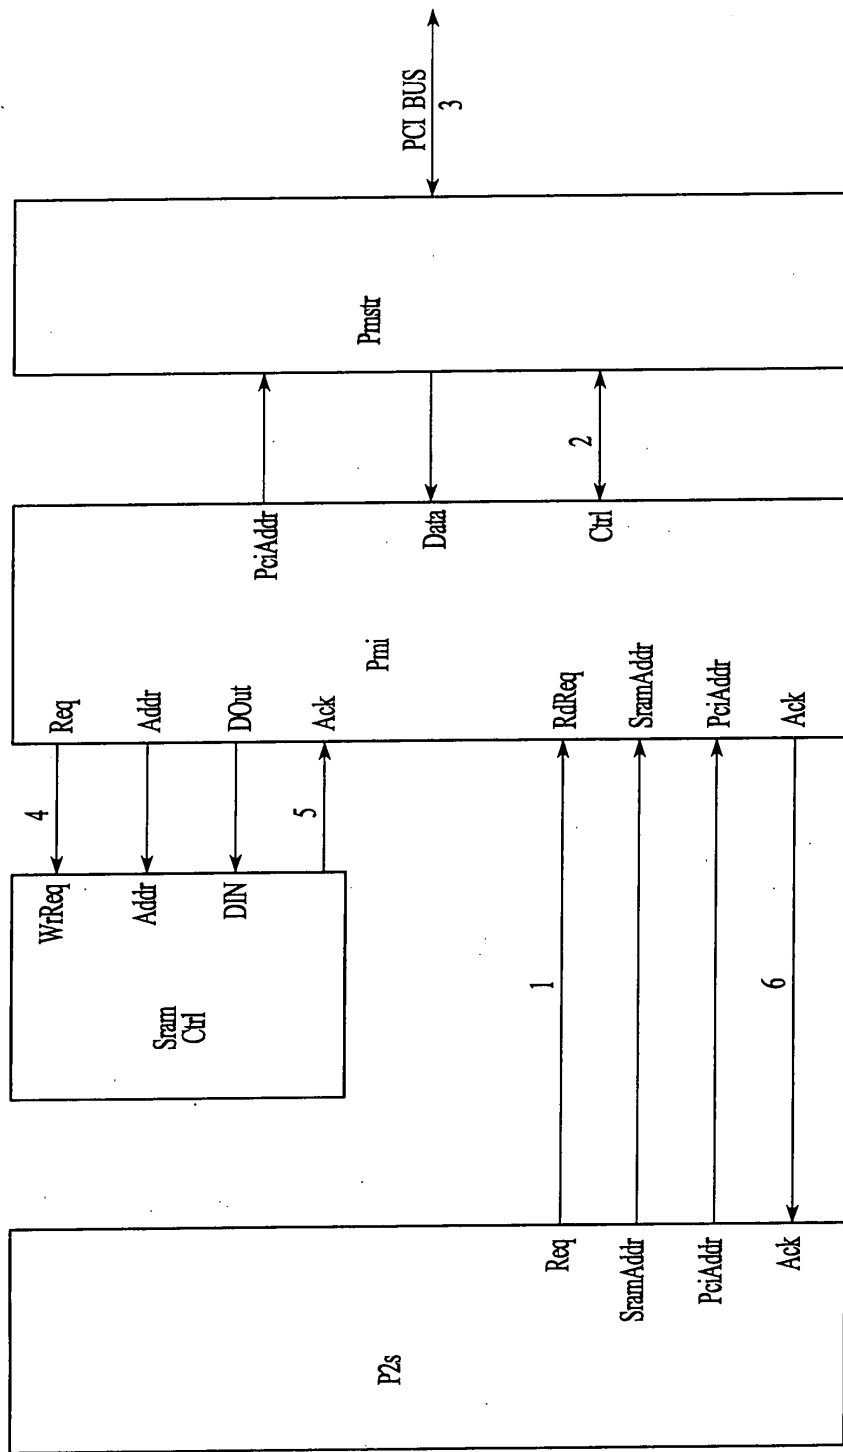 P2s
Req
SramAddr
PciAddr
Ack
1
6
Sram
Ctrl
WrReq
Addr
DIN
4
5
Req
Addr
DOut
Ack
Pmi
RdReq
SramAddr
PciAddr
Ack
PciAddr
Data
Ctrl
2
Pmstr
PCI BUS
3